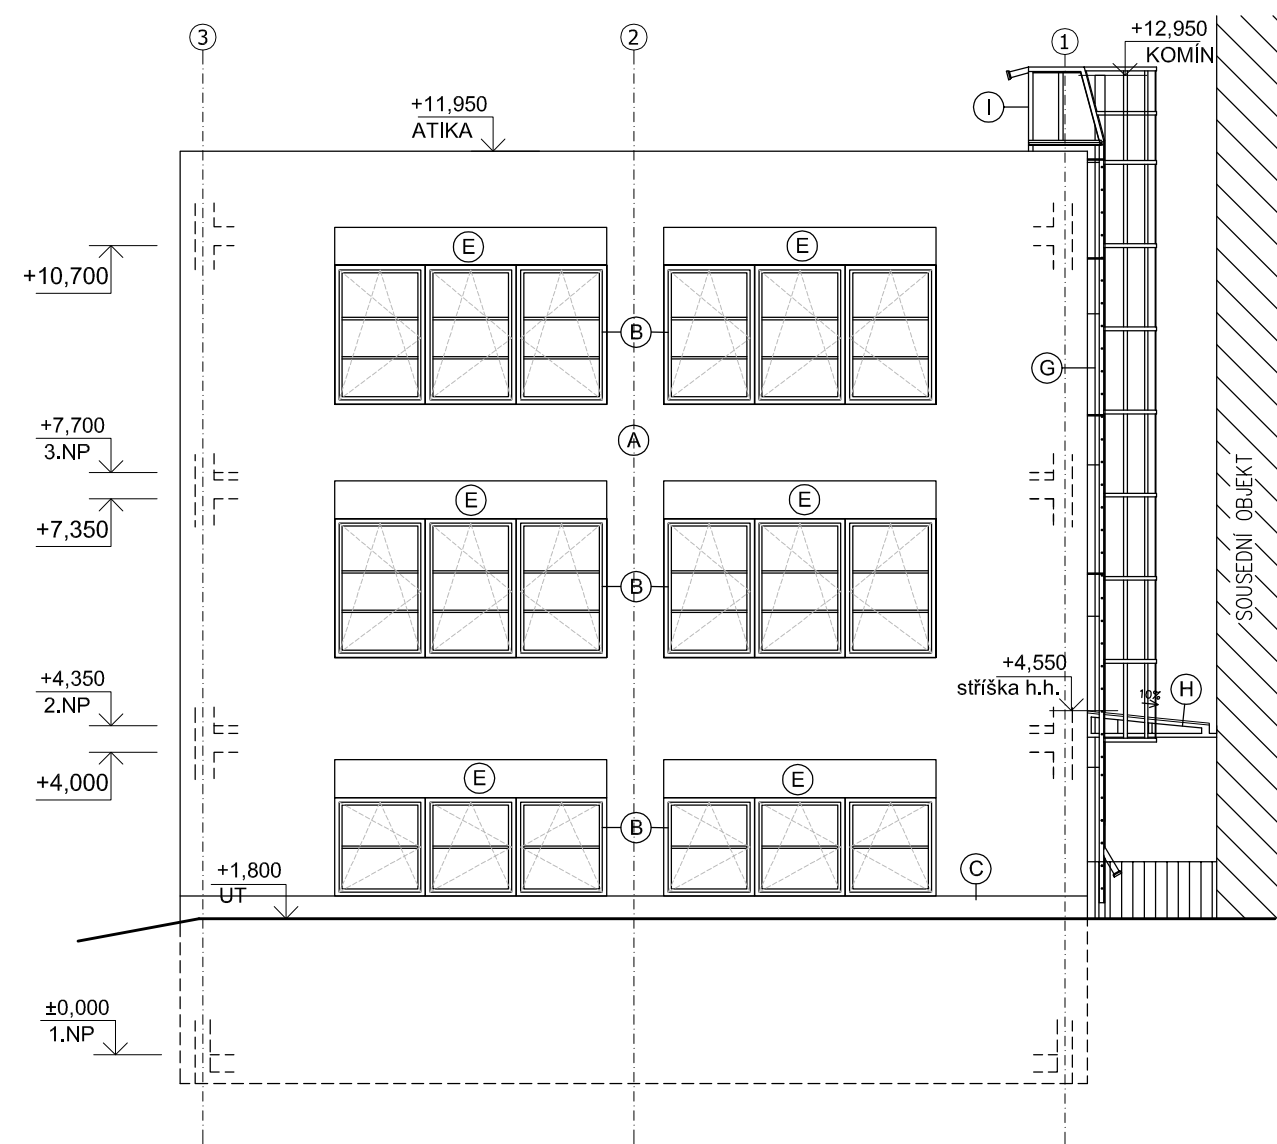 3
2
1
+12,950
KOMÍN
+11,950
ATIKA
I
E
E
+10,700
B
G
+7,700
3.NP
A
+7,350
E
E
SOUSEDNÍ OBJEKT
B
+4,550
stříška h.h.
+4,350
2.NP
10%
H
+4,000
E
E
B
+1,800
UT
C
±0,000
1.NP